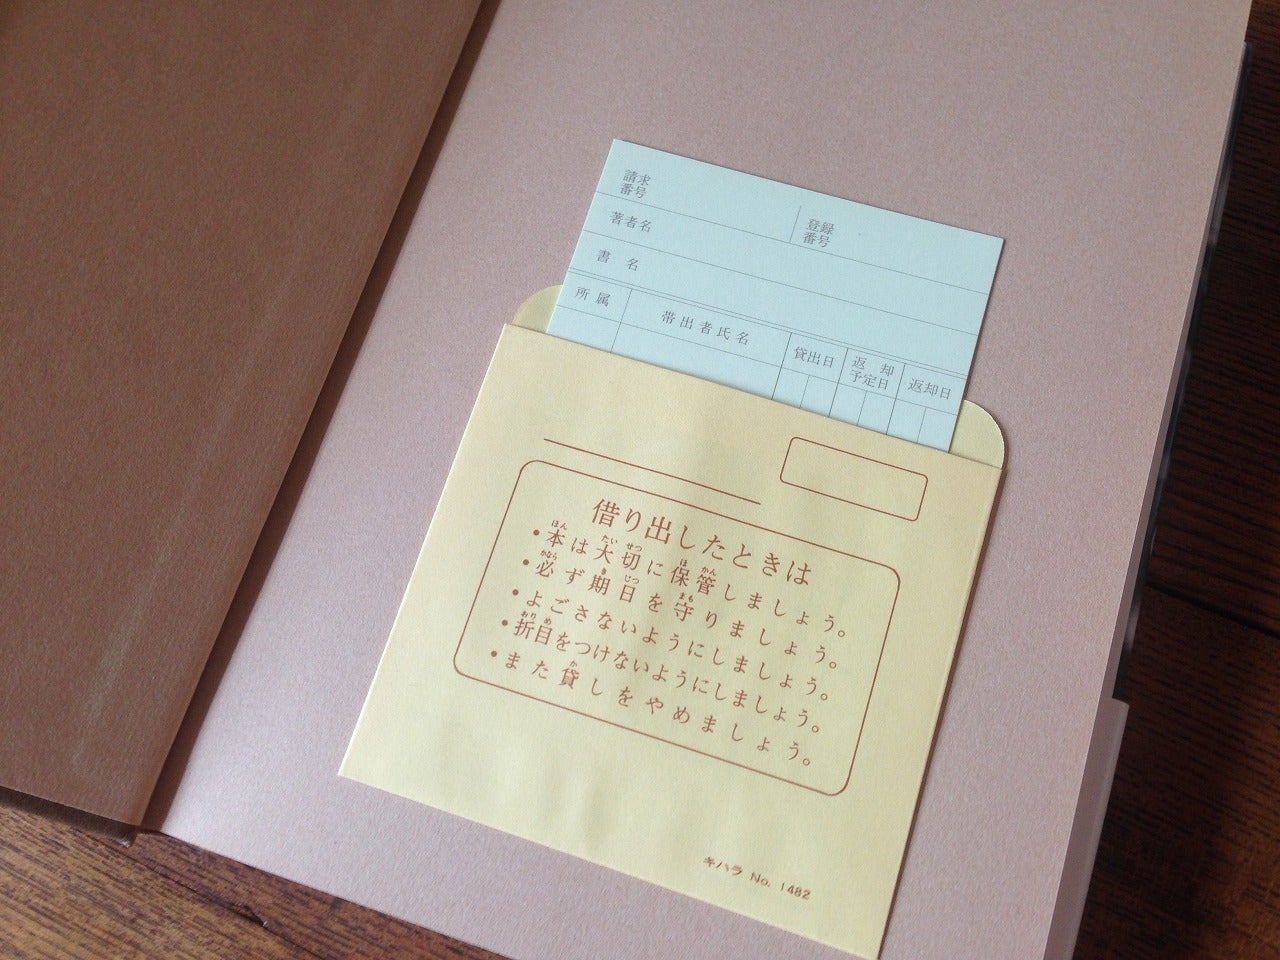 請求
番号
登録
番号
著者名
書名
所属
帯出者氏名
貸出日
返却
予定日
返却日
借り出したときは
•本は大切に保管しましょう。
•必ず期日を守りましょう。
•よごさないようにしましょう。
•折目をつけないようにしましょう。
•また貸しをやめましょう。
キハラ No. 1482